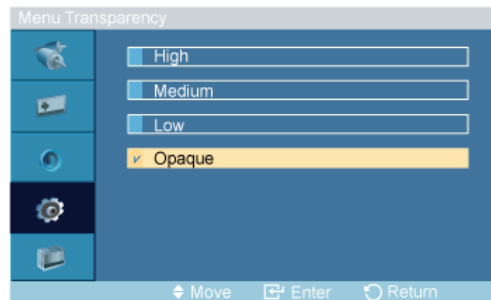 Menu Transparency
High
Medium
Low
Opaque
Move Enter Return